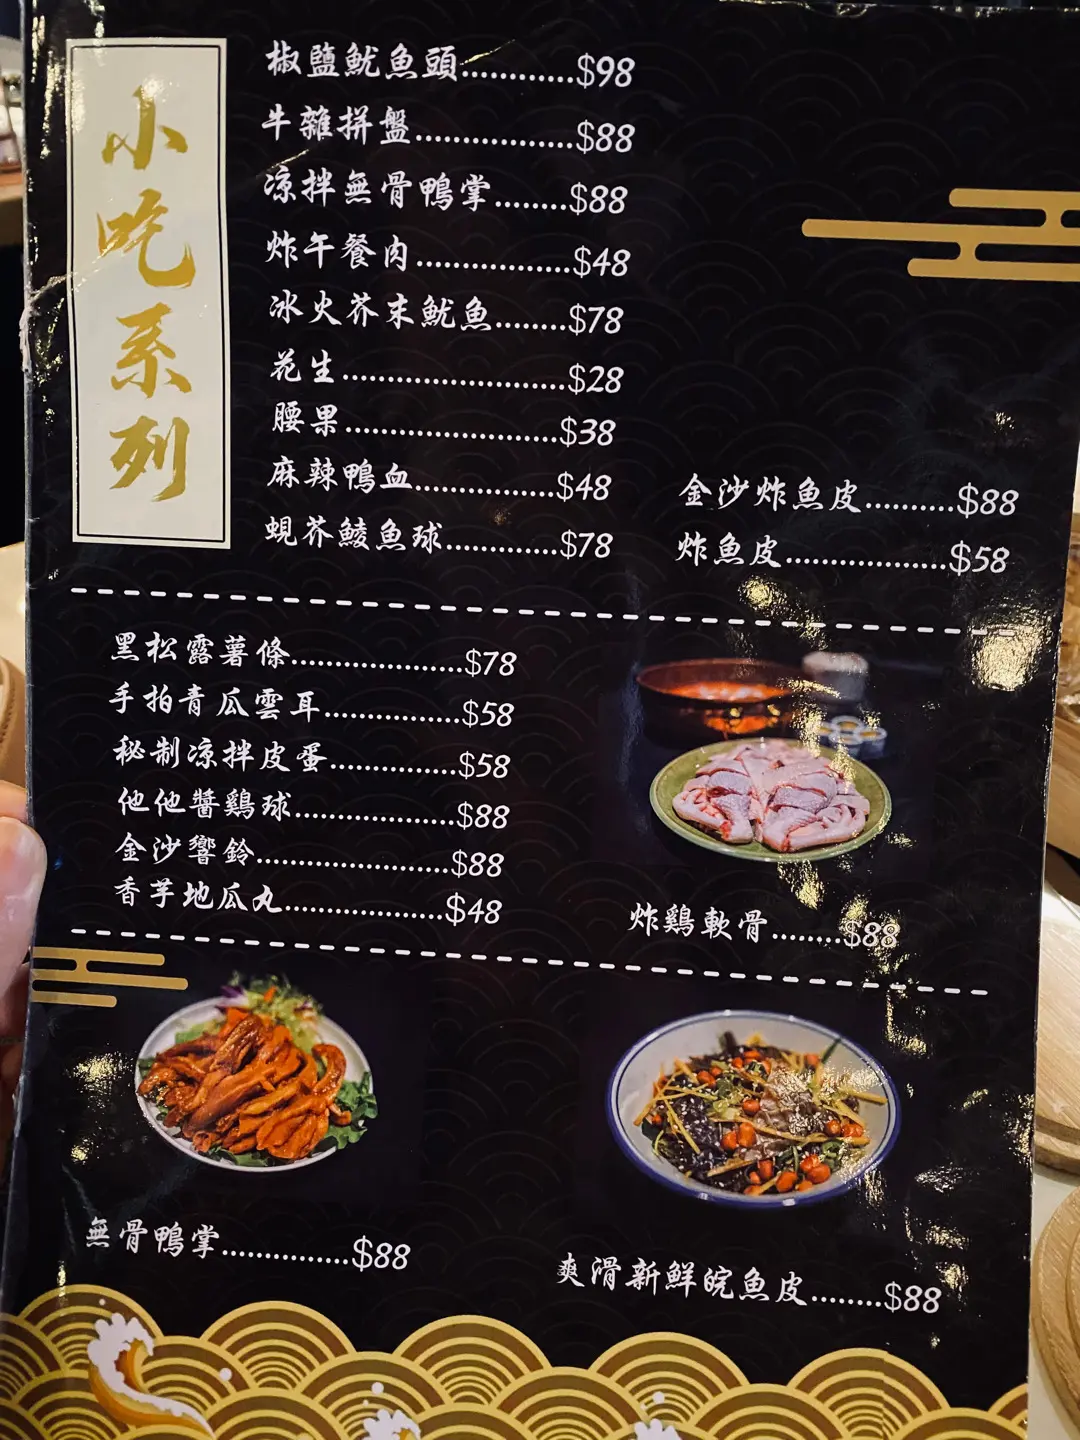 小吃系列
椒鹽魷魚頭............$98
牛雜拼盤................$88
凉拌無骨鴨掌........$88
炸午餐肉................$48
冰火芥末魷魚........$78
花生........................$28
腰果........................$38
麻辣鴨血................$48
蜆芥鯪魚球............$78
金沙炸魚皮..........$88
炸魚皮..................$58
黑松露薯條....................$78
手拍青瓜雲耳................$58
秘制凉拌皮蛋................$58
他他醬鷄球....................$88
金沙響鈴........................$88
香芋地瓜丸....................$48
炸鷄軟骨........$88
無骨鴨掌...............$88
爽滑新鮮皖魚皮........$88